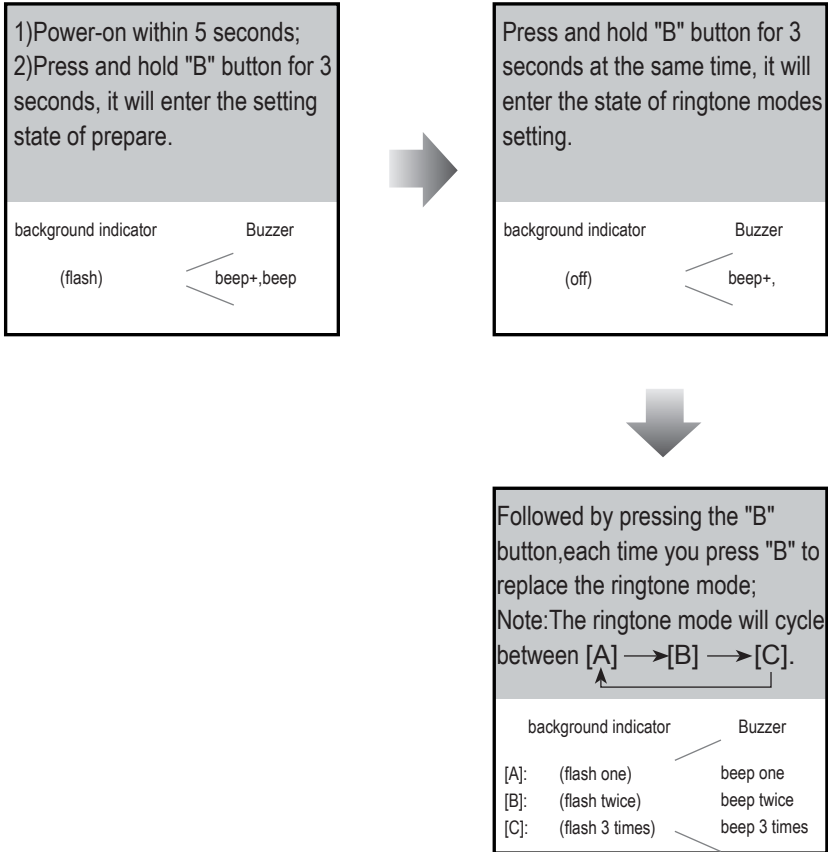 1)Power-on within 5 seconds;
2)Press and hold "B" button for 3
seconds, it will enter the setting
state of prepare.
background indicator Buzzer
(flash) beep+,beep
Press and hold "B" button for 3
seconds at the same time, it will
enter the state of ringtone modes
setting.
background indicator Buzzer
(off) beep+,
Followed by pressing the "B"
button,each time you press "B" to
replace the ringtone mode;
Note:The ringtone mode will cycle
between [A] → [B] → [C].
background indicator Buzzer
[A]: (flash one) beep one
[B]: (flash twice) beep twice
[C]: (flash 3 times) beep 3 times